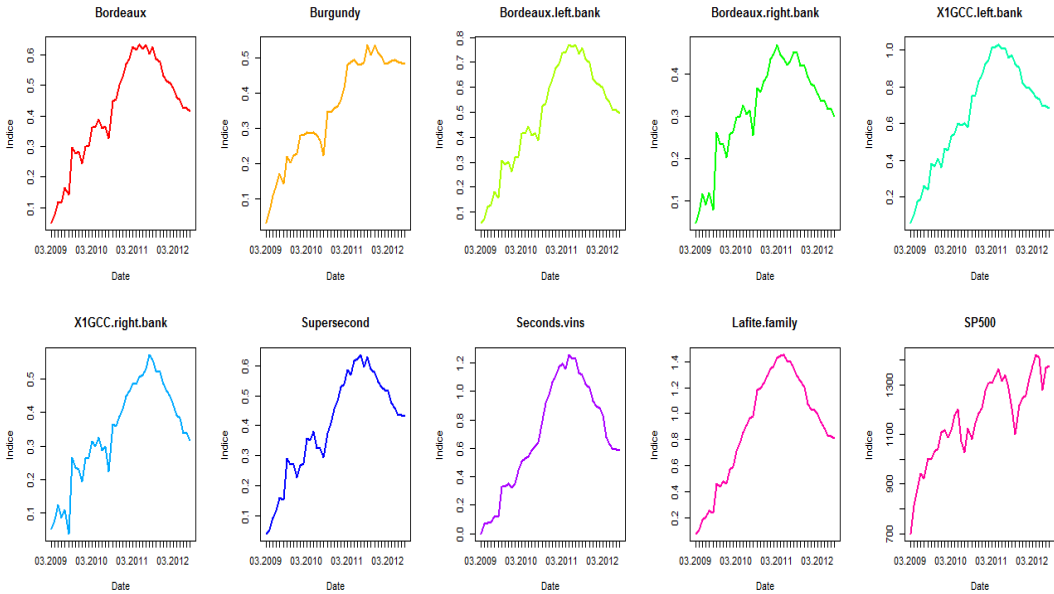 Bordeaux
Burgundy
Bordeaux.left.bank
Bordeaux.right.bank
X1GCC.left.bank
Indice
0.1 0.2 0.3 0.4 0.5 0.6
03.2009 03.2010 03.2011 03.2012
Date
Indice
0.1 0.2 0.3 0.4 0.5
03.2009 03.2010 03.2011 03.2012
Date
Indice
0.1 0.2 0.3 0.4 0.5 0.6 0.7 0.8
03.2009 03.2010 03.2011 03.2012
Date
Indice
0.1 0.2 0.3 0.4
03.2009 03.2010 03.2011 03.2012
Date
Indice
0.2 0.4 0.6 0.8 1.0
03.2009 03.2010 03.2011 03.2012
Date
X1GCC.right.bank
Supersecond
Seconds.vins
Lafite.family
SP500
Indice
0.1 0.2 0.3 0.4 0.5
03.2009 03.2010 03.2011 03.2012
Date
Indice
0.1 0.2 0.3 0.4 0.5 0.6
03.2009 03.2010 03.2011 03.2012
Date
Indice
0.0 0.2 0.4 0.6 0.8 1.0 1.2
03.2009 03.2010 03.2011 03.2012
Date
Indice
0.2 0.4 0.6 0.8 1.0 1.2 1.4
03.2009 03.2010 03.2011 03.2012
Date
Indice
700 900 1100 1300
03.2009 03.2010 03.2011 03.2012
Date